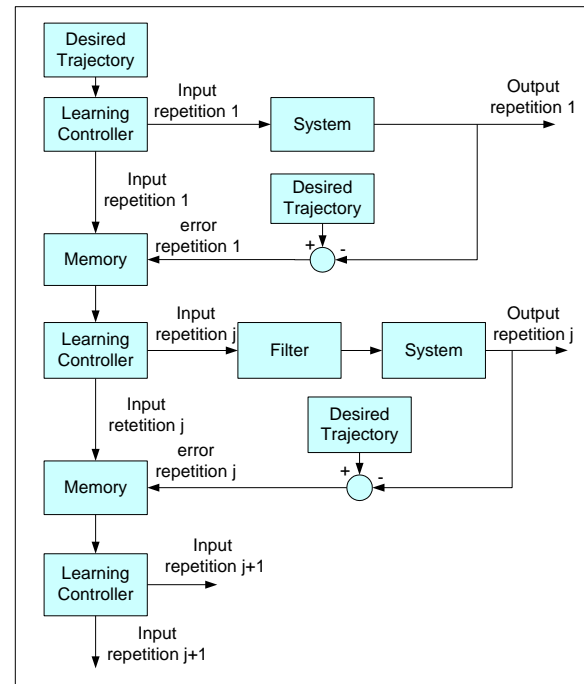 Desired
Trajectory
Learning
Controller
Input
repetition 1
System
Output
repetition 1
Input
repetition 1
Desired
Trajectory
error
repetition 1
+
-
Memory
Learning
Controller
Input
repetition j
Filter
System
Output
repetition j
Input
retetition j
Desired
Trajectory
error
repetition j
+
-
Memory
Learning
Controller
Input
repetition j+1
Input
repetition j+1